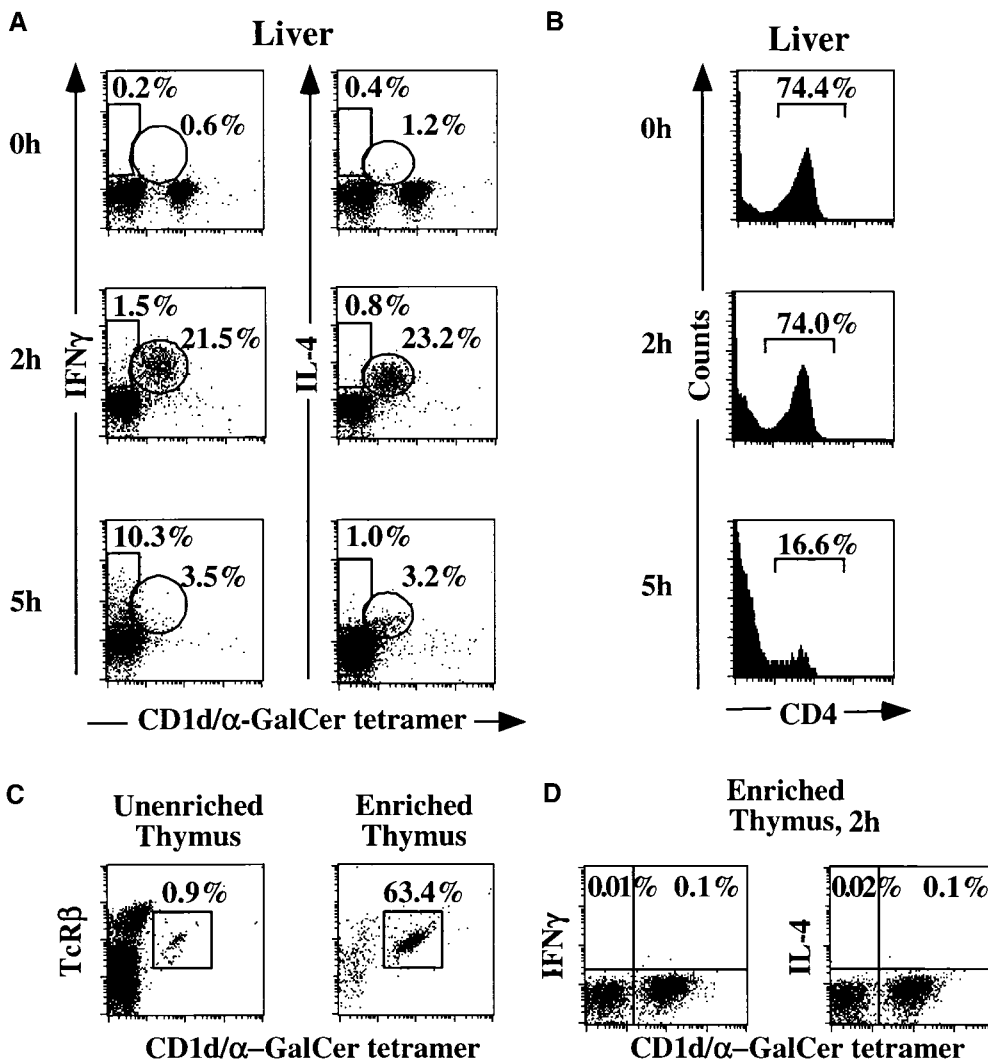 A
Liver
0h
0.2%
0.6%
0.4%
1.2%
2h
IFNγ
1.5%
21.5%
IL-4
0.8%
23.2%
5h
10.3%
3.5%
1.0%
3.2%
CD1d/α-GalCer tetramer
B
Liver
0h
74.4%
2h
Counts
74.0%
5h
16.6%
CD4
C
Unenriched
Thymus
Enriched
Thymus
TcRβ
0.9%
63.4%
CD1d/α–GalCer tetramer
D
Enriched
Thymus, 2h
IFNγ
0.01% 0.1%
IL-4
0.02% 0.1%
CD1d/α–GalCer tetramer